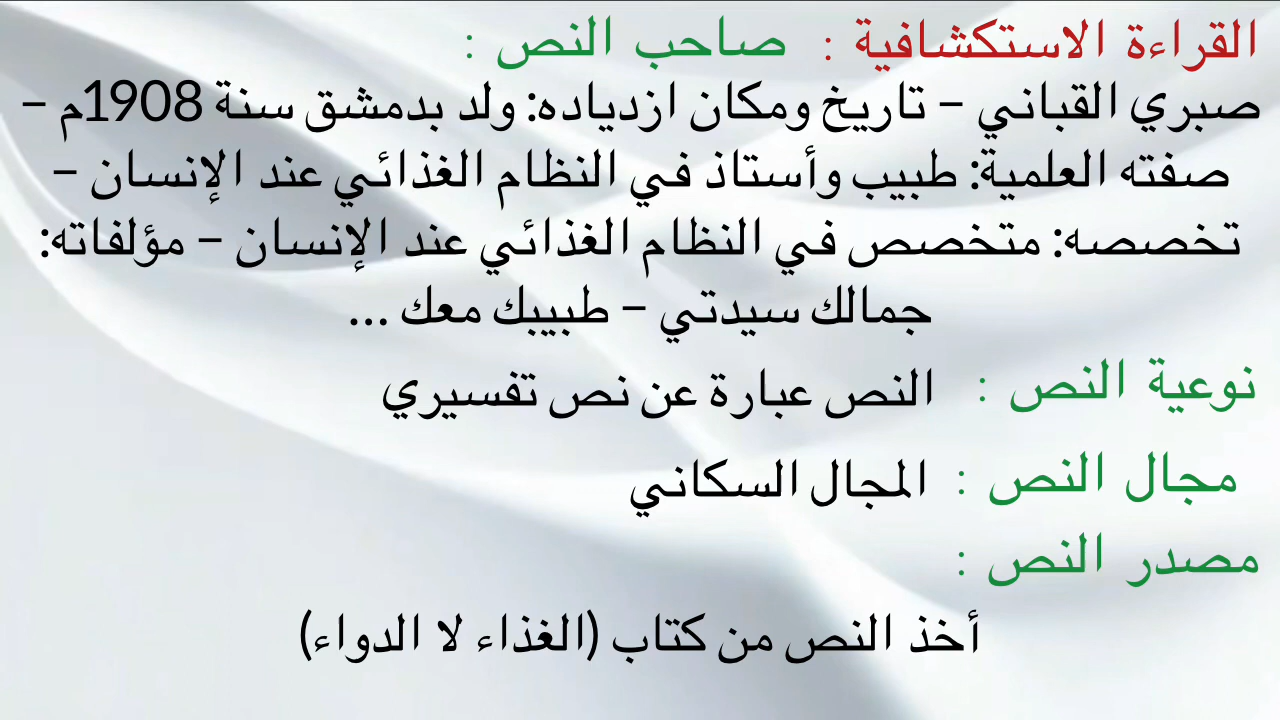 القراءة الاستكشافية : صاحب النص :
صبري القباني – تاريخ ومكان ازدياده: ولد بدمشق سنة 1908م –
صفته العلمية: طبيب وأستاذ في النظام الغذائي عند الإنسان –
تخصصه: متخصص في النظام الغذائي عند الإنسان – مؤلفاته:
جمالك سيدتي – طبيبك معك ...
نوعية النص : النص عبارة عن نص تفسيري
مجال النص : المجال السكاني
مصدر النص :
أخذ النص من كتاب (الغذاء لا الدواء)